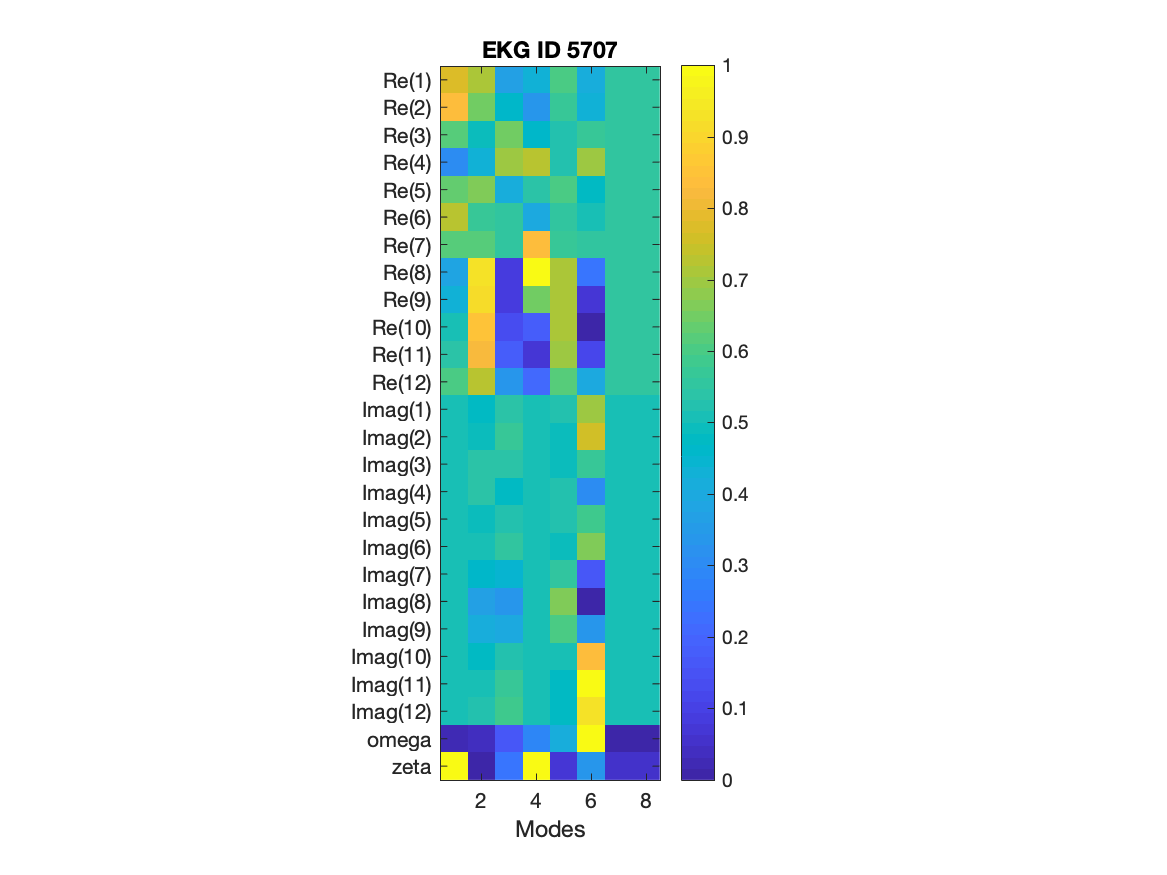 EKG ID 5707
Re(1)
Re(2)
Re(3)
Re(4)
Re(5)
Re(6)
Re(7)
Re(8)
Re(9)
Re(10)
Re(11)
Re(12)
Imag(1)
Imag(2)
Imag(3)
Imag(4)
Imag(5)
Imag(6)
Imag(7)
Imag(8)
Imag(9)
Imag(10)
Imag(11)
Imag(12)
omega
zeta
2 4 6 8
Modes
1
0.9
0.8
0.7
0.6
0.5
0.4
0.3
0.2
0.1
0